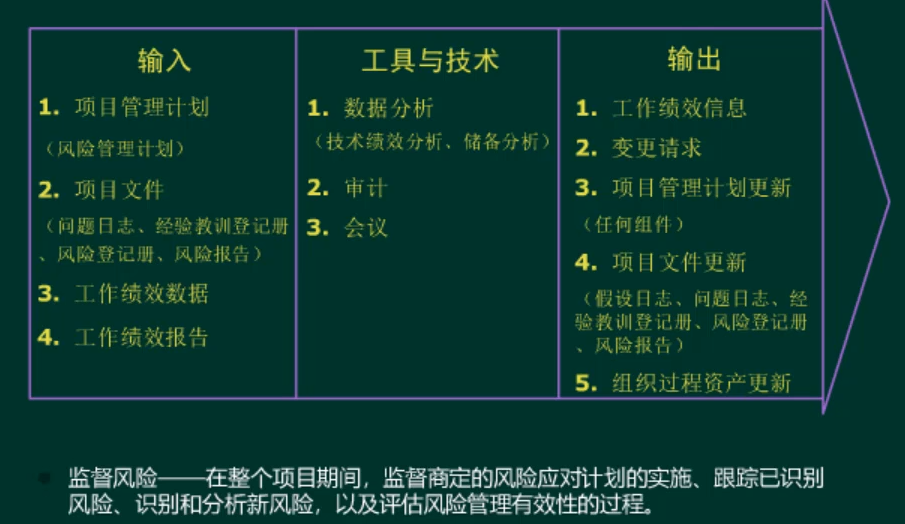 输入
1. 项目管理计划
（风险管理计划）
2. 项目文件
（问题日志、经验教训登记册
、风险登记册、风险报告）
3. 工作绩效数据
4. 工作绩效报告
工具与技术
1. 数据分析
（技术绩效分析、储备分析）
2. 审计
3. 会议
输出
1. 工作绩效信息
2. 变更请求
3. 项目管理计划更新
（任何组件）
4. 项目文件更新
（假设日志、问题日志、经
验教训登记册、风险登记册
、风险报告）
5. 组织过程资产更新
监督风险——在整个项目期间，监督商定的风险应对计划的实施、跟踪已识别
风险、识别和分析新风险，以及评估风险管理有效性的过程。